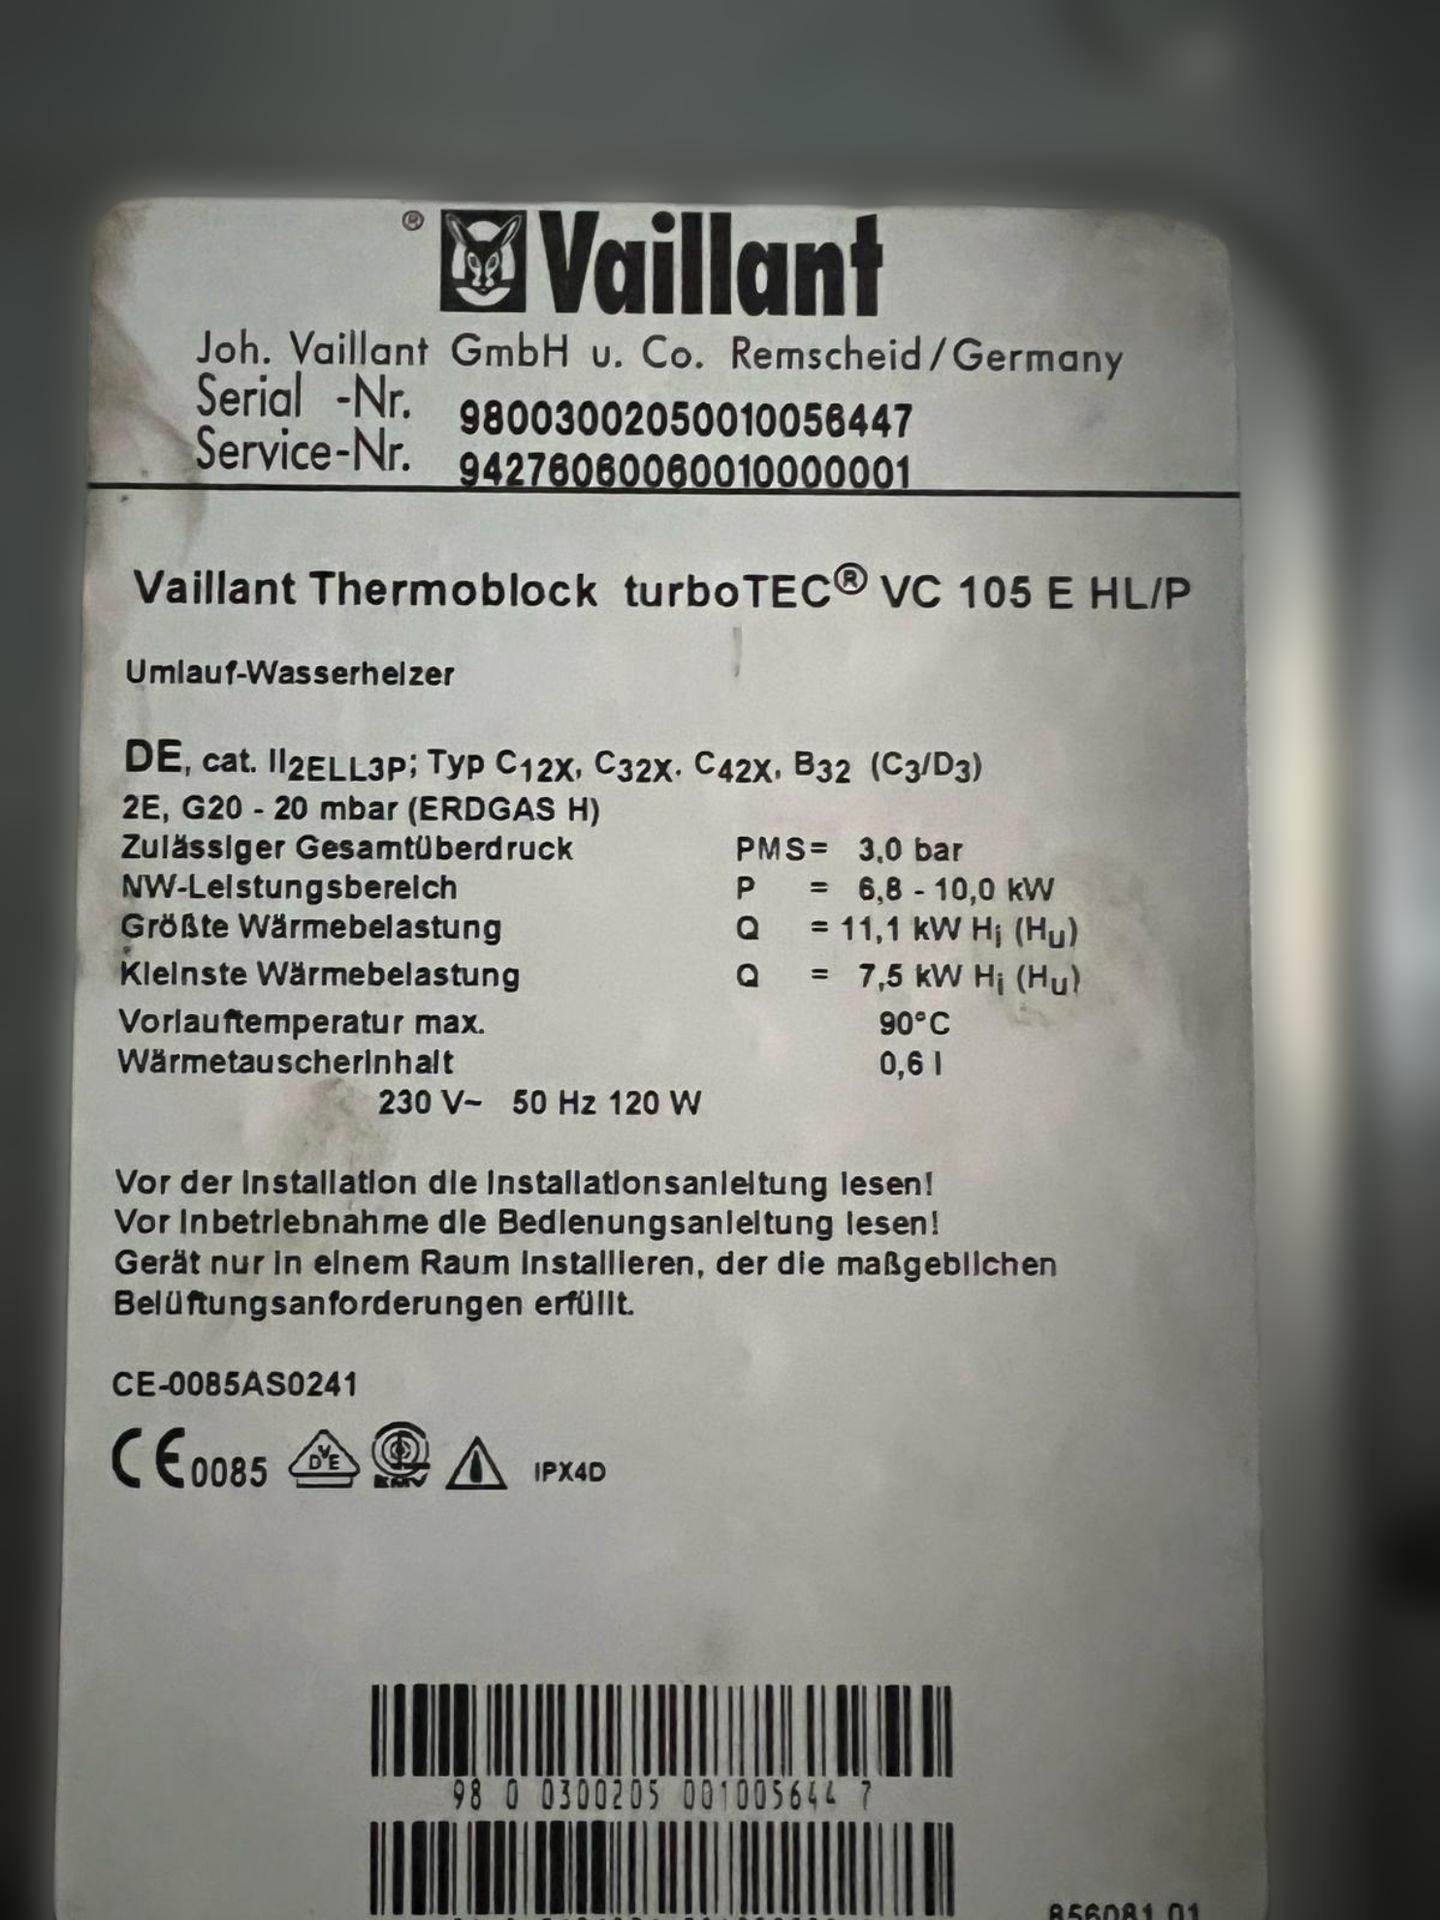 ® Vaillant
Joh. Vaillant GmbH u. Co. Remscheid/Germany
Serial -Nr. 98003002050010056447
Service-Nr. 94276060060010000001
Vaillant Thermoblock turboTEC® VC 105 E HL/P
Umlauf-Wasserheizer
DE, cat. II2ELL3P; Typ C12X, C32X. C42X, B32 (C3/D3)
2E, G20 - 20 mbar (ERDGAS H)
Zulässiger Gesamtüberdruck PMS= 3,0 bar
NW-Leistungsbereich P = 6,8 - 10,0 kW
Größte Wärmebelastung Q = 11,1 kW Hi (Hu)
Kleinste Wärmebelastung Q = 7,5 kW Hi (Hu)
Vorlauftemperatur max. 90°C
Wärmetauscherinhalt 0,6 l
230 V~ 50 Hz 120 W
Vor der Installation die Installationsanleitung lesen!
Vor Inbetriebnahme die Bedienungsanleitung lesen!
Gerät nur in einem Raum installieren, der die maßgeblichen
Belüftungsanforderungen erfüllt.
CE-0085AS0241
CE 0085 DVE EMV IPX4D
98 0 0300205 001005644 7
856081 01